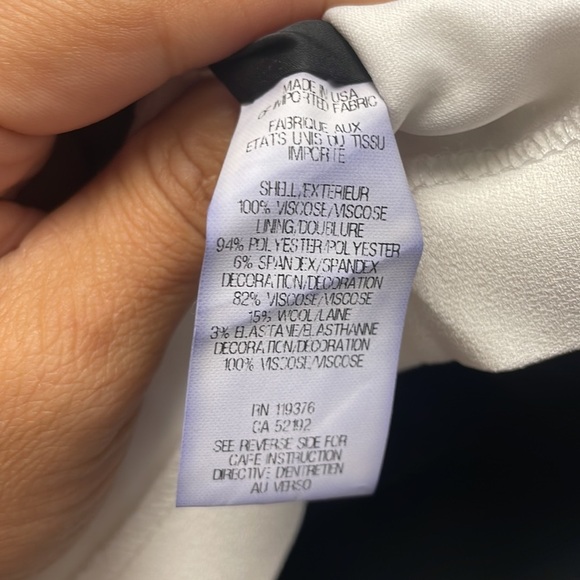 MADE IN USA
OF IMPORTED FABRIC
FABRIQUE AUX
ETATS UNIS DU TISSU
IMPORTE
SHELL/EXTERIEUR
100% VISCOSE/VISCOSE
LINING/DOUBLURE
94% POLYESTER/POLYESTER
6% SPANDEX/SPANDEX
DECORATION/DECORATION
82% VISCOSE/VISCOSE
15% WOOL/LAINE
3% ELASTANE/ELASTHANNE
DECORATION/DECORATION
100% VISCOSE/VISCOSE
RN 119376
CA 52192
SEE REVERSE SIDE FOR
CARE INSTRUCTION
DIRECTIVE D'ENTRETIEN
AU VERSO